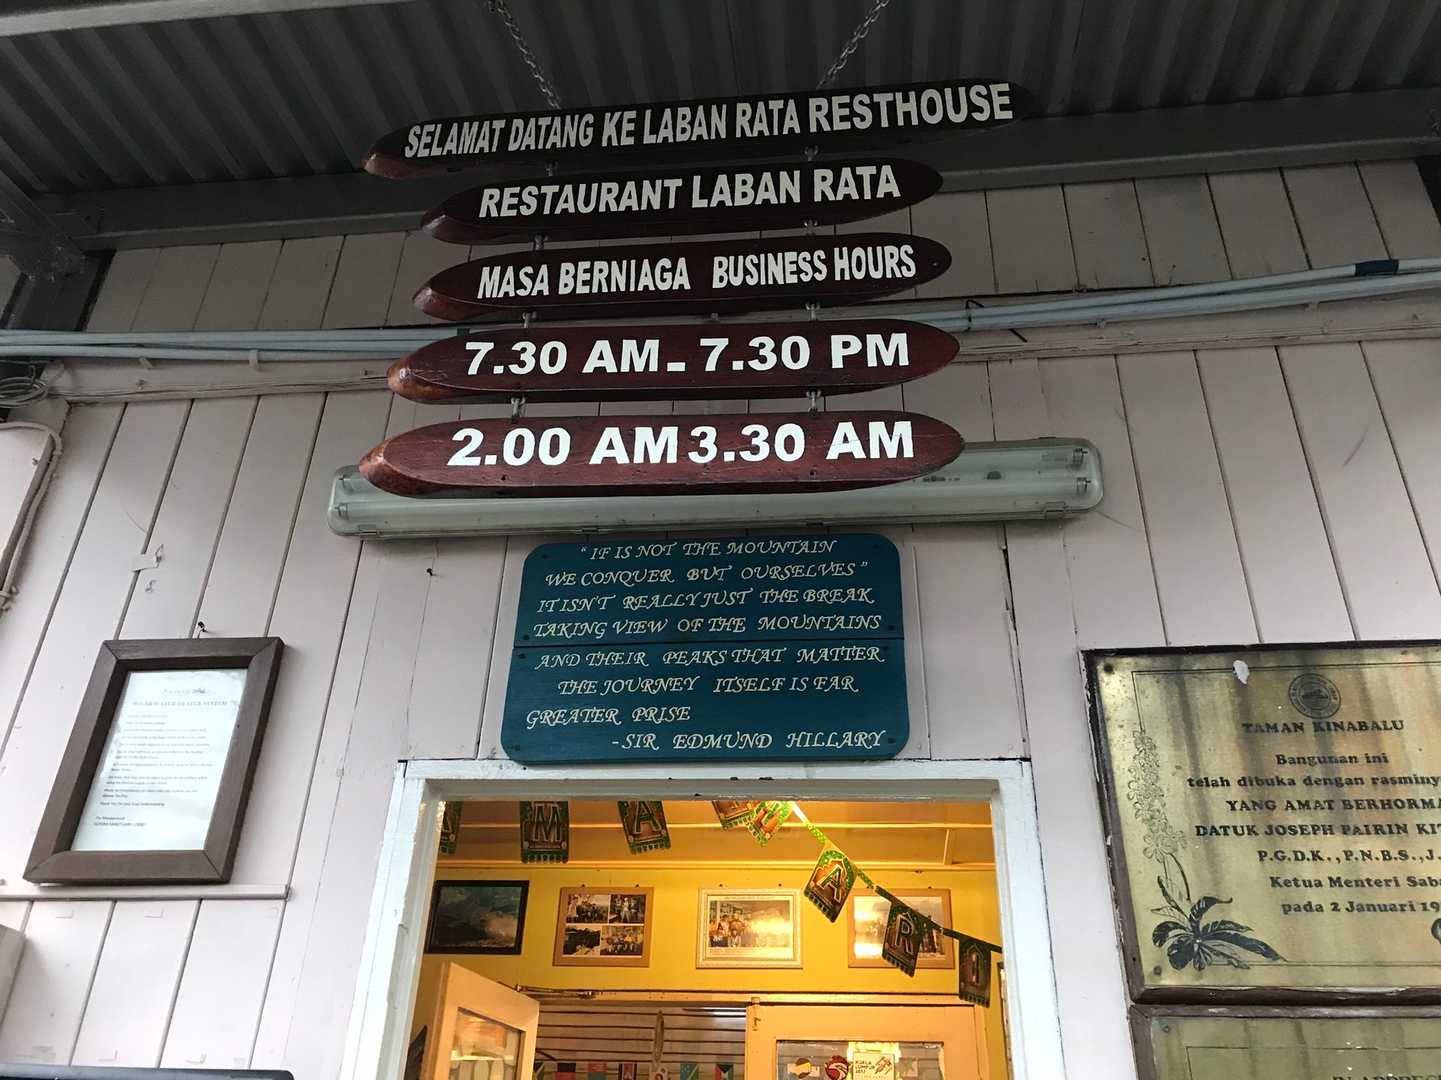 SELAMAT DATANG KE LABAN RATA RESTHOUSE
RESTAURANT LABAN RATA
MASA BERNIAGA BUSINESS HOURS
7.30 AM - 7.30 PM
2.00 AM 3.30 AM
"IF IS NOT THE MOUNTAIN
WE CONQUER BUT OURSELVES"
IT ISN'T REALLY JUST THE BREAK
TAKING VIEW OF THE MOUNTAINS
AND THEIR PEAKS THAT MATTER
THE JOURNEY ITSELF IS FAR
GREATER PRISE
-SIR EDMUND HILLARY
TAMAN KINABALU
Bangunan ini
telah dibuka dengan rasminy
YANG AMAT BERHORMA
DATUK JOSEPH PAIRIN KIT
P.G.D.K., P.N.B.S., J.
Ketua Menteri Sab
pada 2 Januari 19
M A
A R I
KUALA
LUMPUR
2017